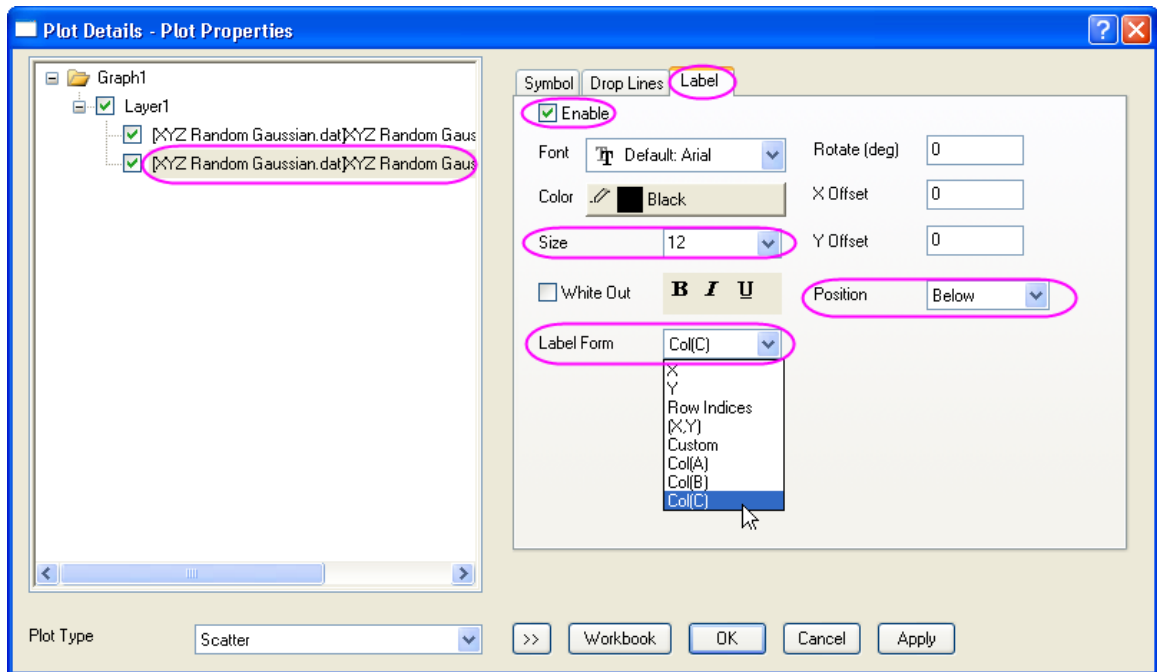 Plot Details - Plot Properties
Graph1
Layer1
[XYZ Random Gaussian.dat]XYZ Random Gaus
[XYZ Random Gaussian.dat]XYZ Random Gaus
Symbol Drop Lines Label
Enable
Font Default: Arial Rotate (deg) 0
Color Black X Offset 0
Size 12 Y Offset 0
White Out B I U Position Below
Label Form Col(C)
X
Y
Row Indices
(X,Y)
Custom
Col(A)
Col(B)
Col(C)
Plot Type Scatter >> Workbook OK Cancel Apply